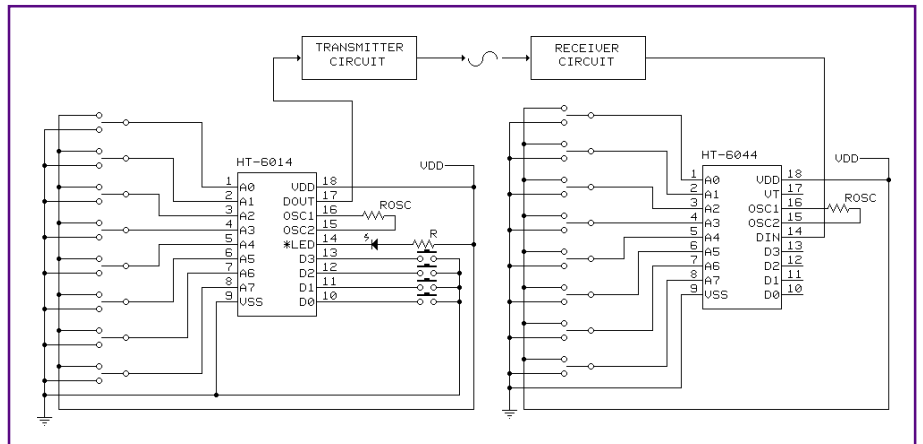 TRANSMITTER
CIRCUIT
RECEIVER
CIRCUIT
HT-6014
1 A0 VDD 18
2 A1 DOUT 17
3 A2 OSC1 16
4 A3 OSC2 15
5 A4 *LED 14
6 A5 D3 13
7 A6 D2 12
8 A7 D1 11
9 VSS D0 10
VDD
ROSC
R
HT-6044
1 A0 VDD 18
2 A1 VT 17
3 A2 OSC1 16
4 A3 OSC2 15
5 A4 DIN 14
6 A5 D3 13
7 A6 D2 12
8 A7 D1 11
9 VSS D0 10
VDD
ROSC